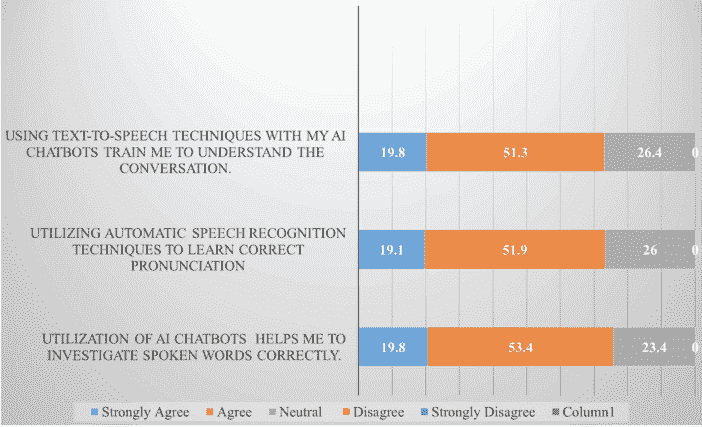 USING TEXT-TO-SPEECH TECHNIQUES WITH MY AI
CHATBOTS TRAIN ME TO UNDERSTAND THE
CONVERSATION.
19.8 51.3 26.4 0
UTILIZING AUTOMATIC SPEECH RECOGNITION
TECHNIQUES TO LEARN CORRECT
PRONUNCIATION
19.1 51.9 26 0
UTILIZATION OF AI CHATBOTS HELPS ME TO
INVESTIGATE SPOKEN WORDS CORRECTLY.
19.8 53.4 23.4 0
Strongly Agree Agree Neutral Disagree Strongly Disagree Column1